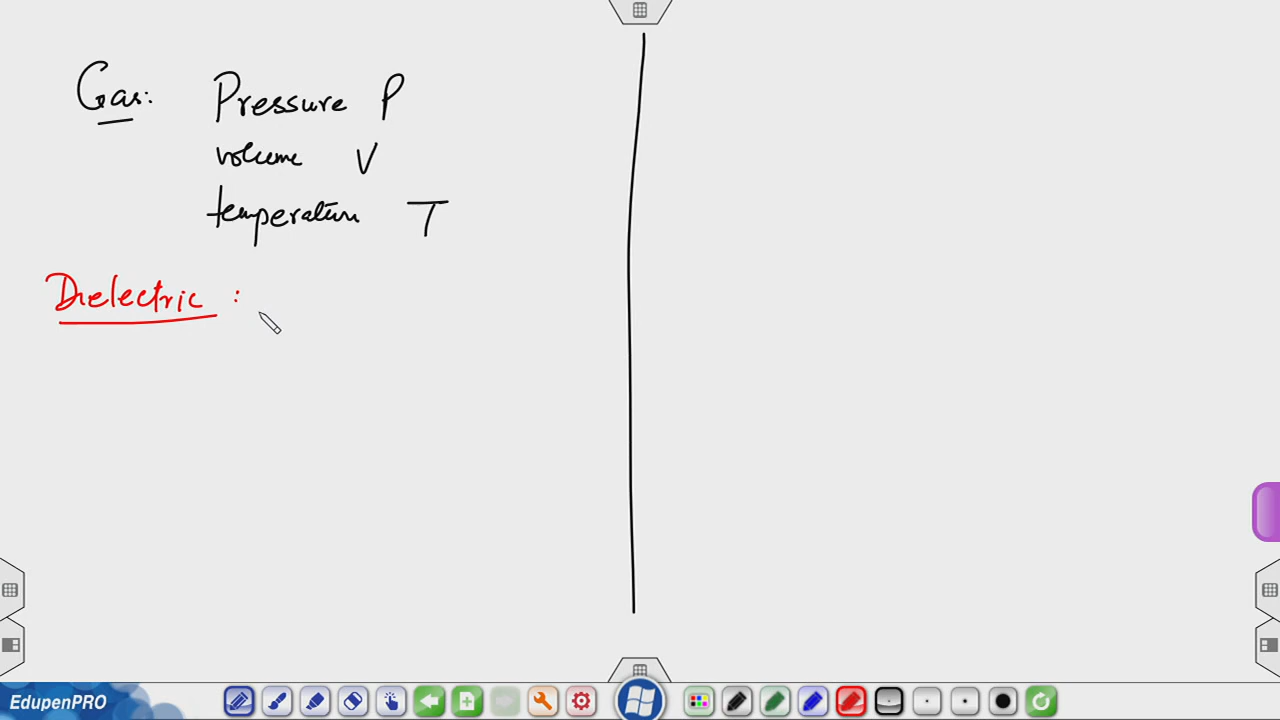 Gas: Pressure P
volume V
temperature T
Dielectric :
EdupenPRO